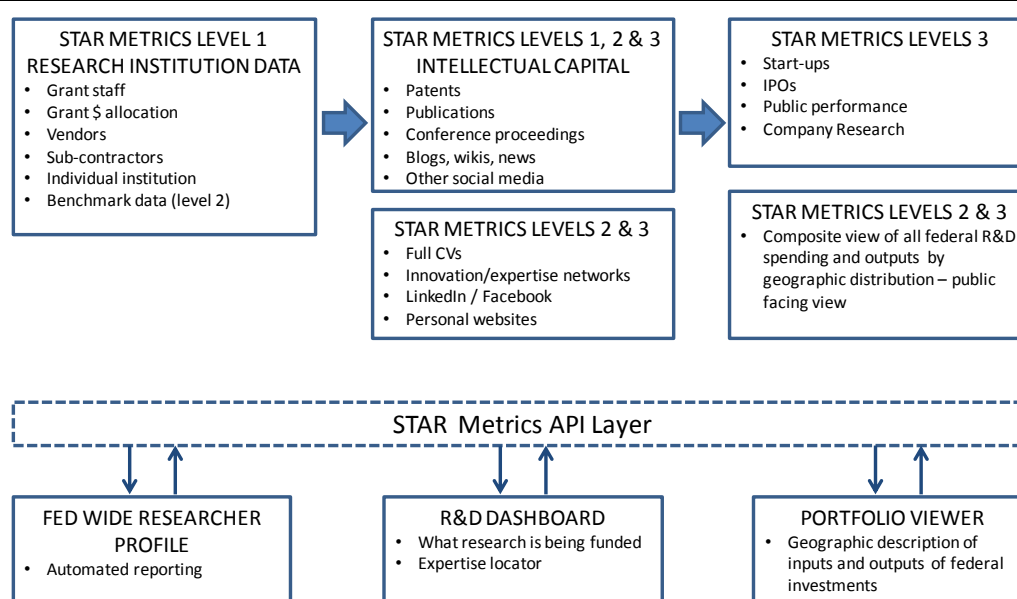 STAR METRICS LEVEL 1
RESEARCH INSTITUTION DATA
• Grant staff
• Grant $ allocation
• Vendors
• Sub-contractors
• Individual institution
• Benchmark data (level 2)
STAR METRICS LEVELS 1, 2 & 3
INTELLECTUAL CAPITAL
• Patents
• Publications
• Conference proceedings
• Blogs, wikis, news
• Other social media
STAR METRICS LEVELS 3
• Start-ups
• IPOs
• Public performance
• Company Research
STAR METRICS LEVELS 2 & 3
• Full CVs
• Innovation/expertise networks
• LinkedIn / Facebook
• Personal websites
STAR METRICS LEVELS 2 & 3
• Composite view of all federal R&D
spending and outputs by
geographic distribution – public
facing view
STAR Metrics API Layer
FED WIDE RESEARCHER
PROFILE
• Automated reporting
R&D DASHBOARD
• What research is being funded
• Expertise locator
PORTFOLIO VIEWER
• Geographic description of
inputs and outputs of federal
investments